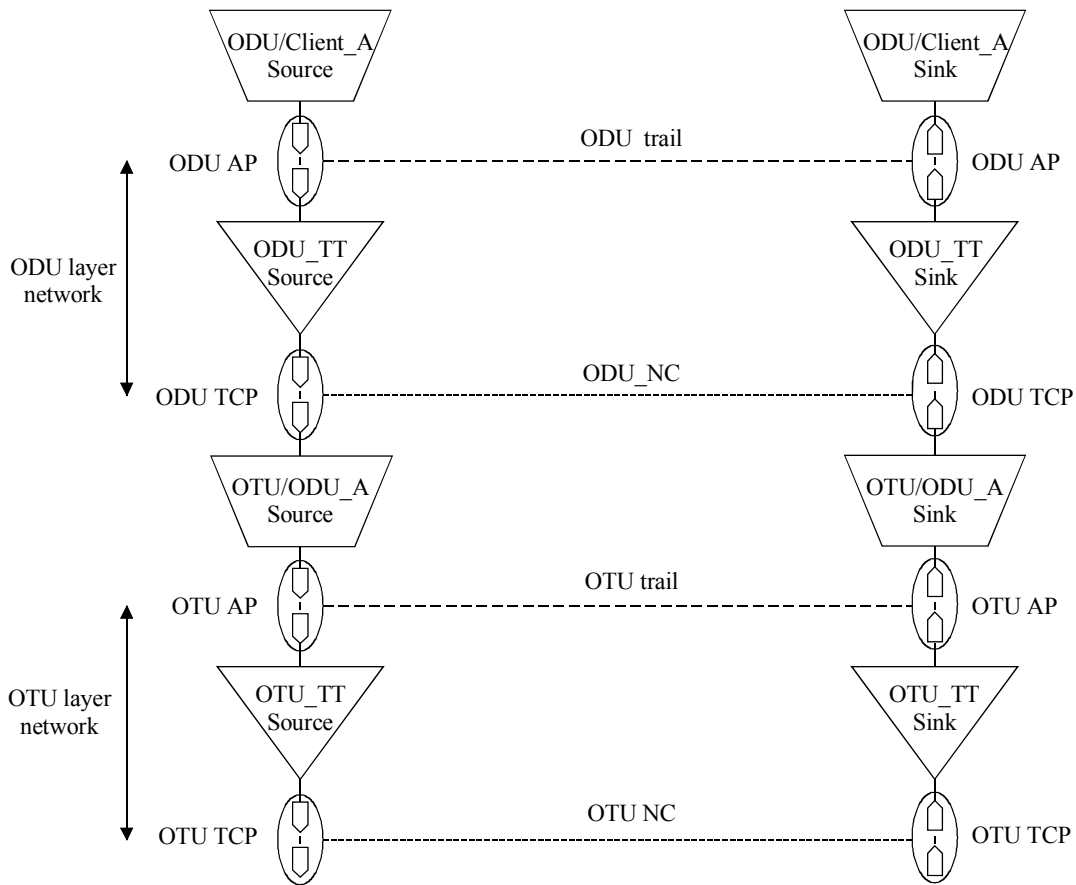 ODU/Client_A
Source
ODU/Client_A
Sink
ODU AP
ODU trail
ODU AP
ODU_TT
Source
ODU_TT
Sink
ODU layer
network
ODU TCP
ODU_NC
ODU TCP
OTU/ODU_A
Source
OTU/ODU_A
Sink
OTU AP
OTU trail
OTU AP
OTU_TT
Source
OTU_TT
Sink
OTU layer
network
OTU TCP
OTU NC
OTU TCP